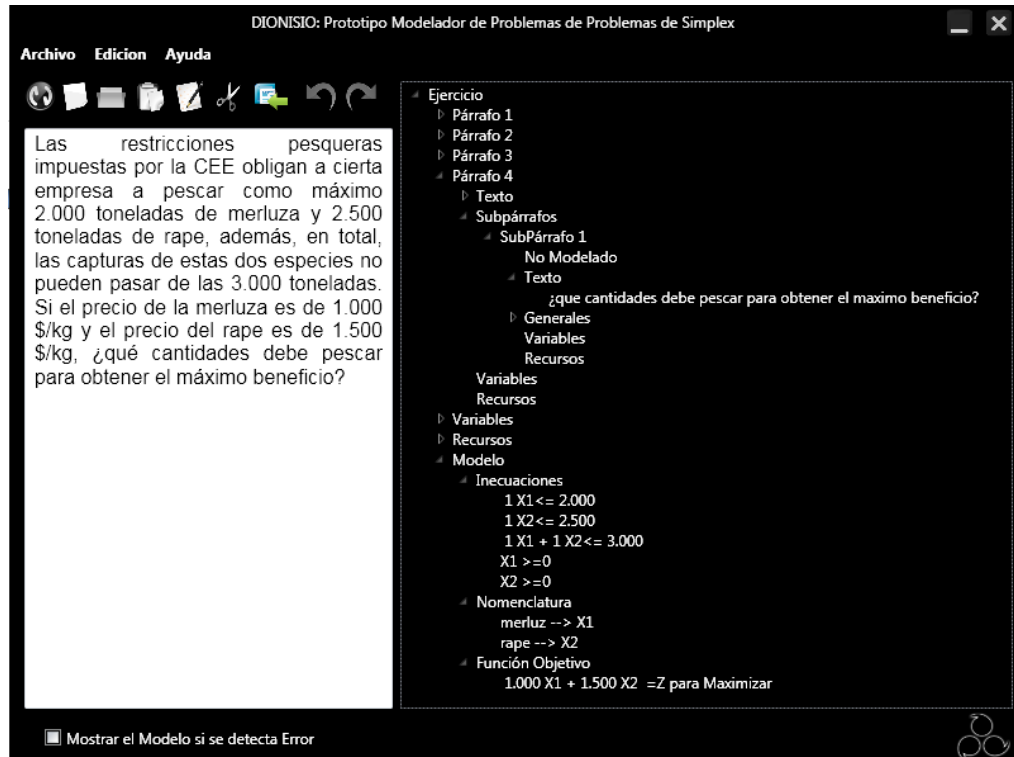 DIONISIO: Prototipo Modelador de Problemas de Problemas de Simplex
Archivo Edicion Ayuda
Las restricciones pesqueras
impuestas por la CEE obligan a cierta
empresa a pescar como máximo
2.000 toneladas de merluza y 2.500
toneladas de rape, además, en total,
las capturas de estas dos especies no
pueden pasar de las 3.000 toneladas.
Si el precio de la merluza es de 1.000
$/kg y el precio del rape es de 1.500
$/kg, ¿qué cantidades debe pescar
para obtener el máximo beneficio?
Ejercicio
Párrafo 1
Párrafo 2
Párrafo 3
Párrafo 4
Texto
Subpárrafos
SubPárrafo 1
No Modelado
Texto
¿que cantidades debe pescar para obtener el maximo beneficio?
Generales
Variables
Recursos
Variables
Recursos
Variables
Recursos
Modelo
Inecuaciones
1 X1<= 2.000
1 X2<= 2.500
1 X1 + 1 X2<= 3.000
X1 >=0
X2 >=0
Nomenclatura
merluz --> X1
rape --> X2
Función Objetivo
1.000 X1 + 1.500 X2 =Z para Maximizar
Mostrar el Modelo si se detecta Error